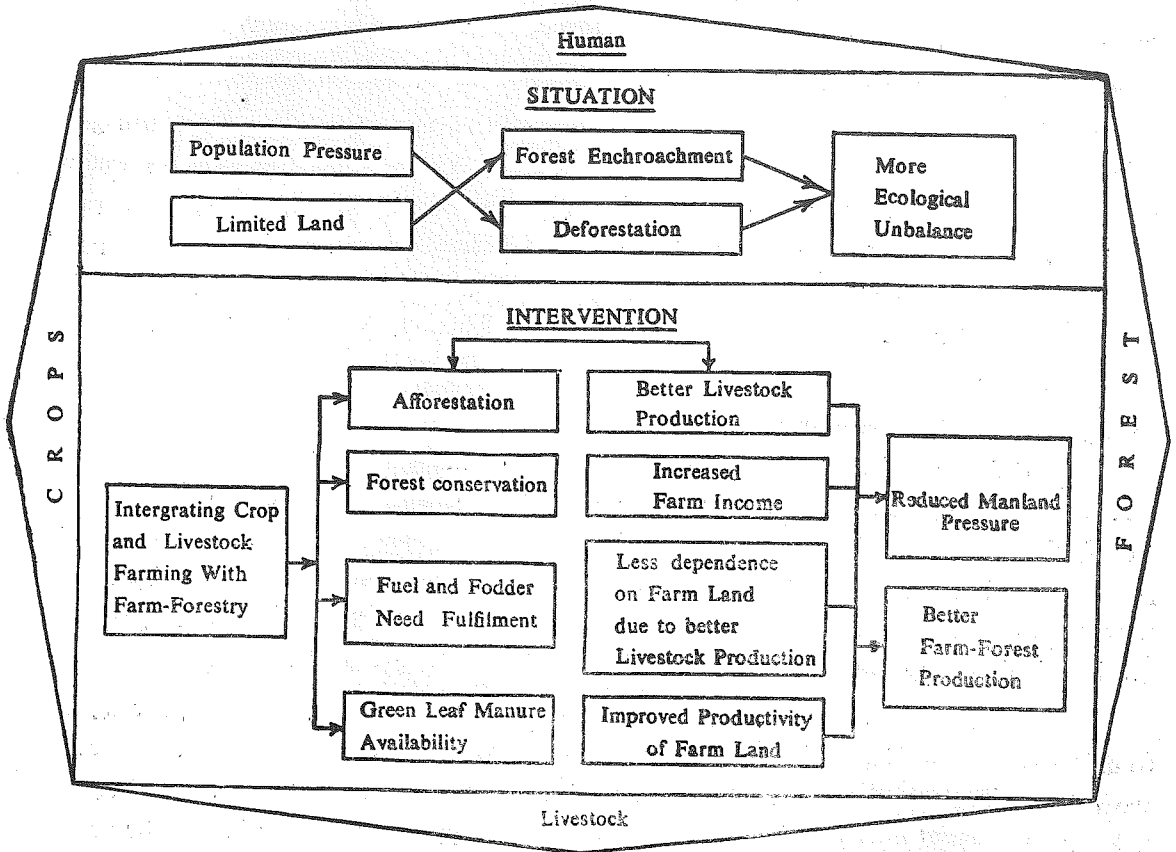 Human
SITUATION
Population Pressure
Limited Land
Forest Enchroachment
Deforestation
More
Ecological
Unbalance
CROPS
FOREST
INTERVENTION
Intergrating Crop
and Livestock
Farming With
Farm-Forestry
Afforestation
Forest conservation
Fuel and Fodder
Need Fulfilment
Green Leaf Manure
Availability
Better Livestock
Production
Increased
Farm Income
Less dependence
on Farm Land
due to better
Livestock Production
Improved Productivity
of Farm Land
Reduced Manland
Pressure
Better
Farm-Forest
Production
Livestock